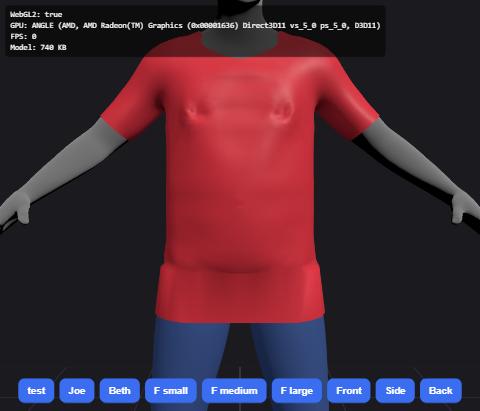 WebGL2: true
GPU: ANGLE (AMD, AMD Radeon(TM) Graphics (0x00001636) Direct3D11 vs_5_0 ps_5_0, D3D11)
FPS: 0
Model: 740 KB
test Joe Beth F small F medium F large Front Side Back